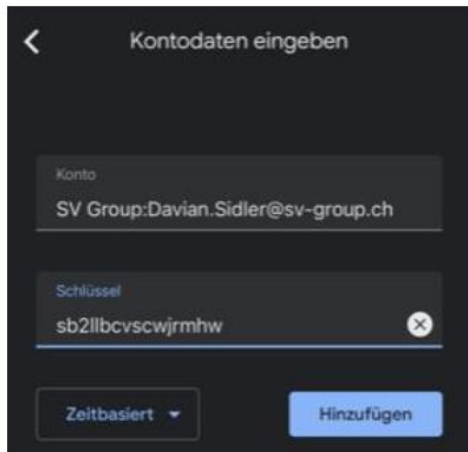 Kontodaten eingeben
Konto
SV Group:Davian.Sidler@sv-group.ch
Schlüssel
sb2llbcvscwjrmhw
Zeitbasiert
Hinzufügen